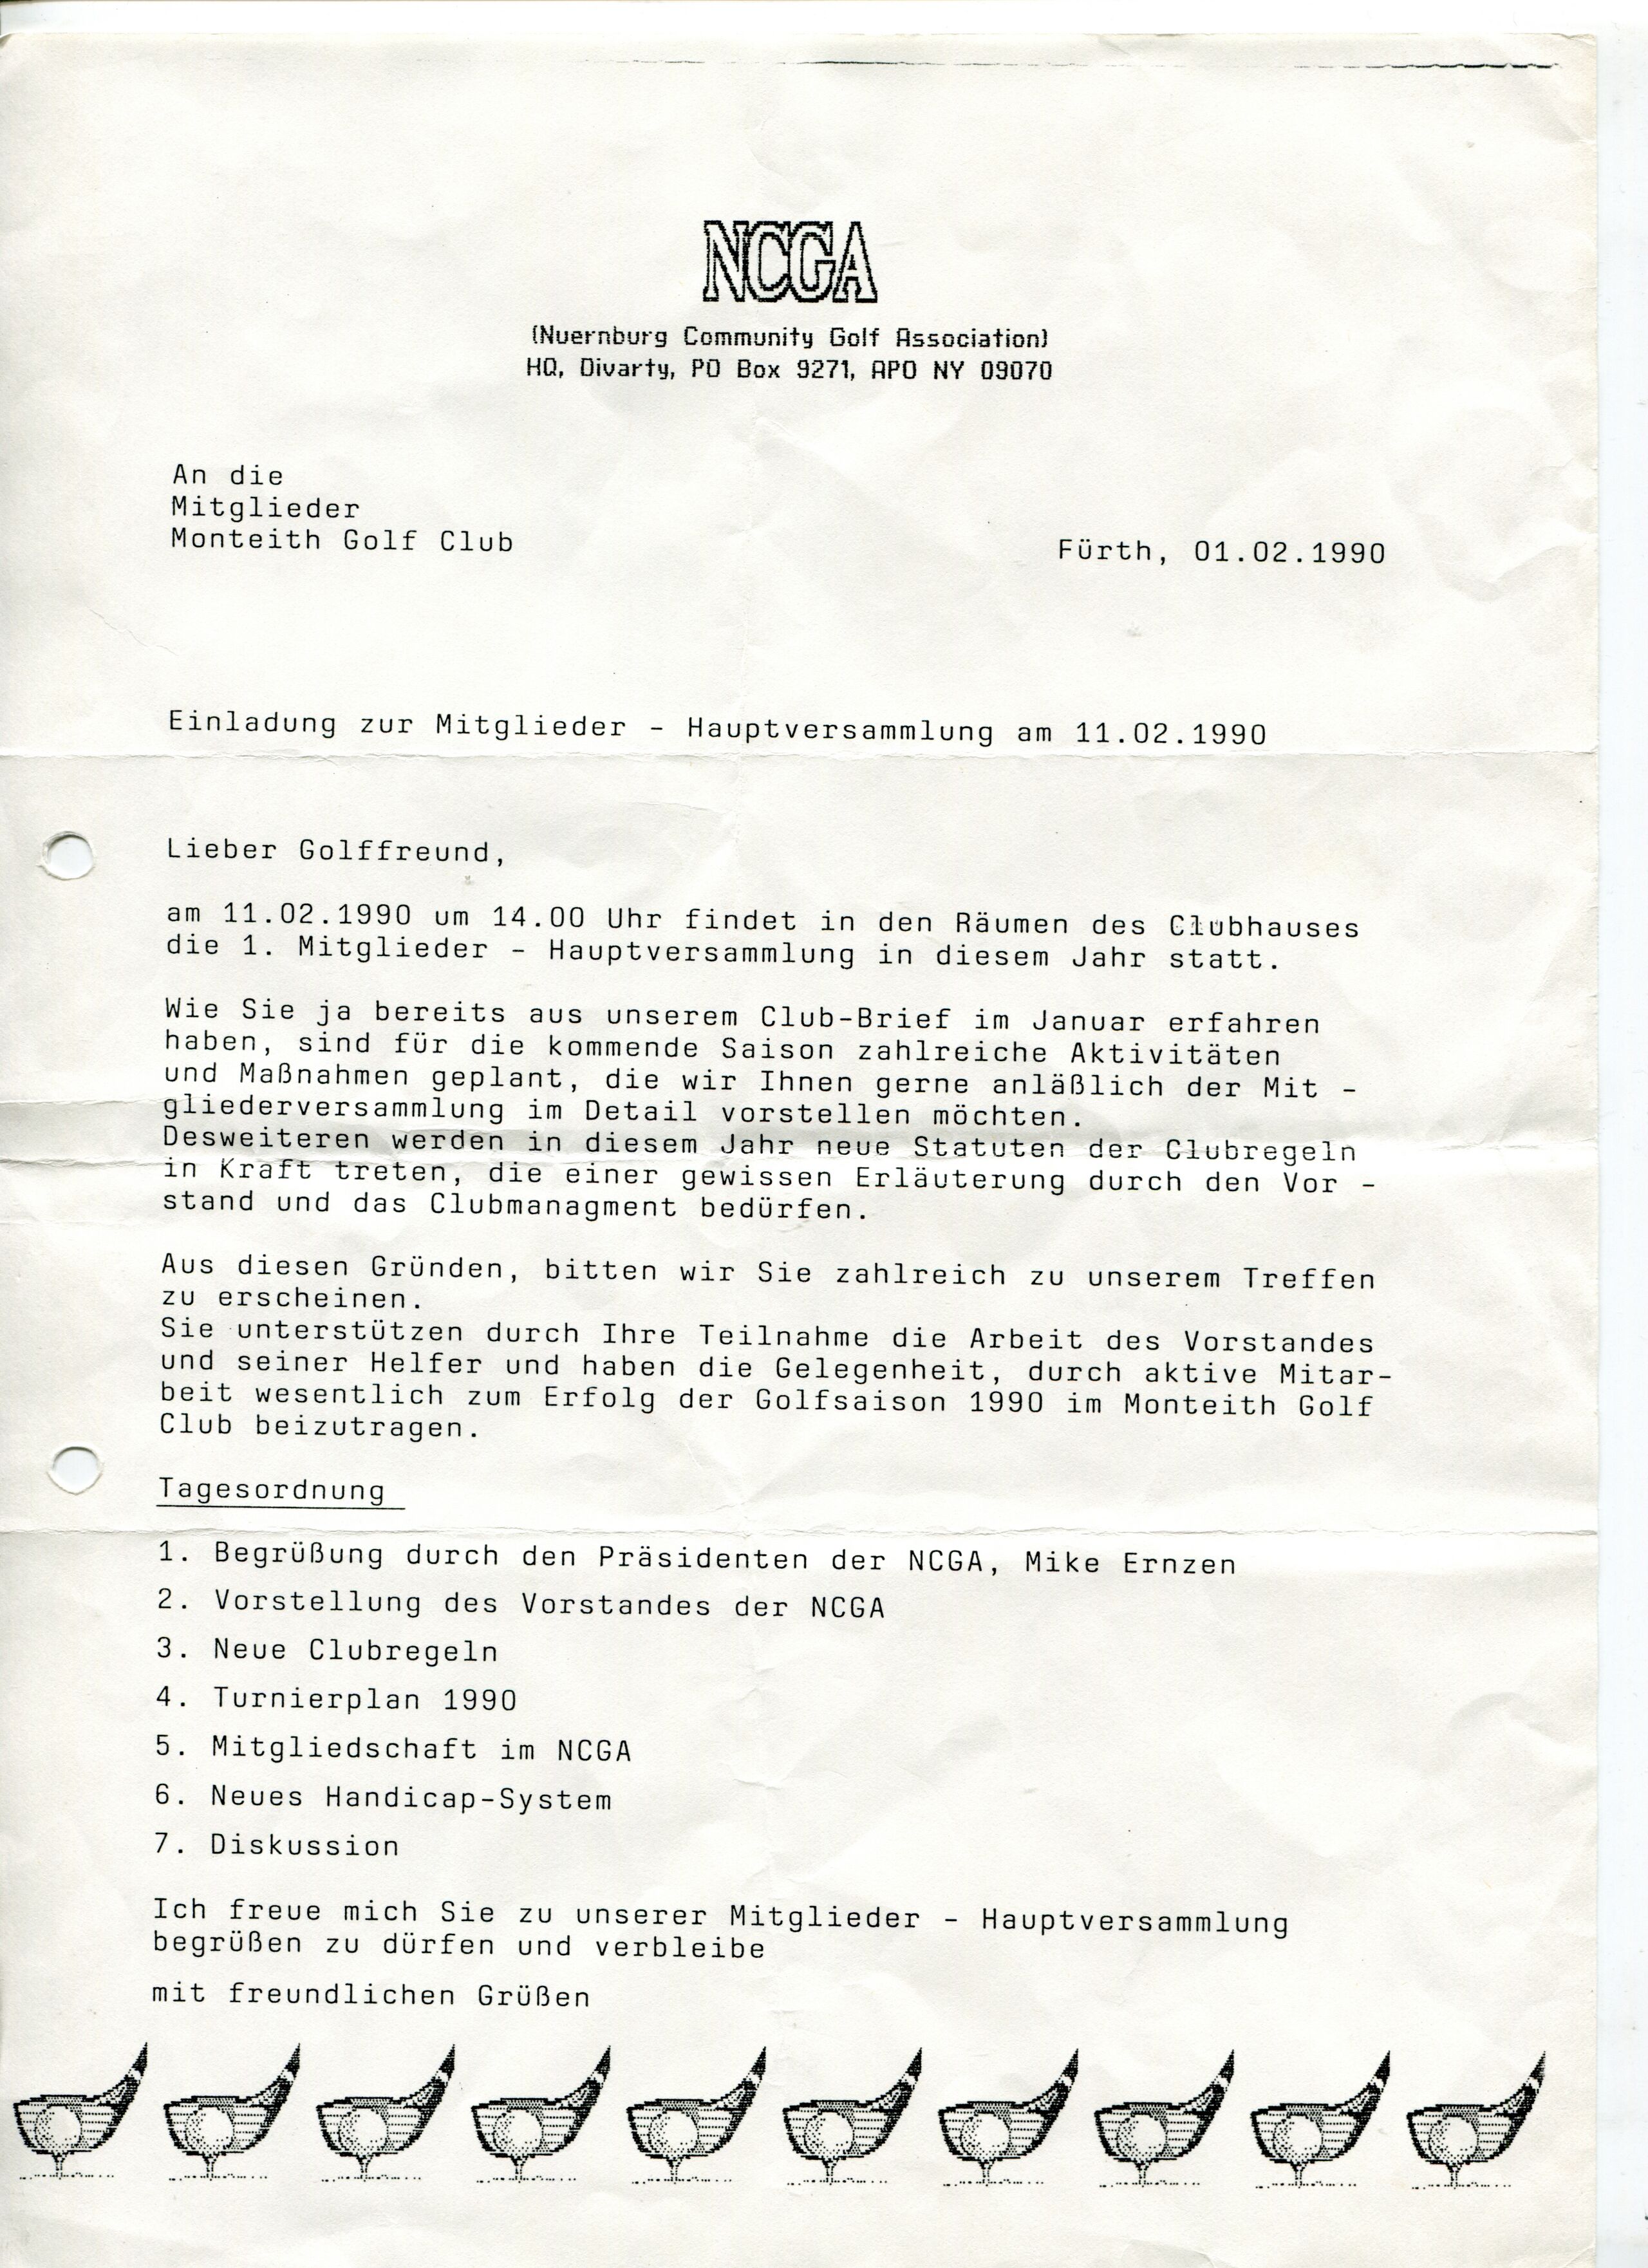 NCGA
(Nuernburg Community Golf Association)
HQ, Divarty, PO Box 9271, APO NY 09070
An die
Mitglieder
Monteith Golf Club
Fürth, 01.02.1990
Einladung zur Mitglieder - Hauptversammlung am 11.02.1990
Lieber Golffreund,
am 11.02.1990 um 14.00 Uhr findet in den Räumen des Clubhauses
die 1. Mitglieder - Hauptversammlung in diesem Jahr statt.
Wie Sie ja bereits aus unserem Club-Brief im Januar erfahren
haben, sind für die kommende Saison zahlreiche Aktivitäten
und Maßnahmen geplant, die wir Ihnen gerne anläßlich der Mit -
gliederversammlung im Detail vorstellen möchten.
Desweiteren werden in diesem Jahr neue Statuten der Clubregeln
in Kraft treten, die einer gewissen Erläuterung durch den Vor -
stand und das Clubmanagment bedürfen.
Aus diesen Gründen, bitten wir Sie zahlreich zu unserem Treffen
zu erscheinen.
Sie unterstützen durch Ihre Teilnahme die Arbeit des Vorstandes
und seiner Helfer und haben die Gelegenheit, durch aktive Mitar-
beit wesentlich zum Erfolg der Golfsaison 1990 im Monteith Golf
Club beizutragen.
Tagesordnung
1. Begrüßung durch den Präsidenten der NCGA, Mike Ernzen
2. Vorstellung des Vorstandes der NCGA
3. Neue Clubregeln
4. Turnierplan 1990
5. Mitgliedschaft im NCGA
6. Neues Handicap-System
7. Diskussion
Ich freue mich Sie zu unserer Mitglieder - Hauptversammlung
begrüßen zu dürfen und verbleibe
mit freundlichen Grüßen